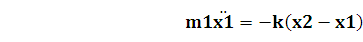 m1ẍ1 = −k(x2 − x1)